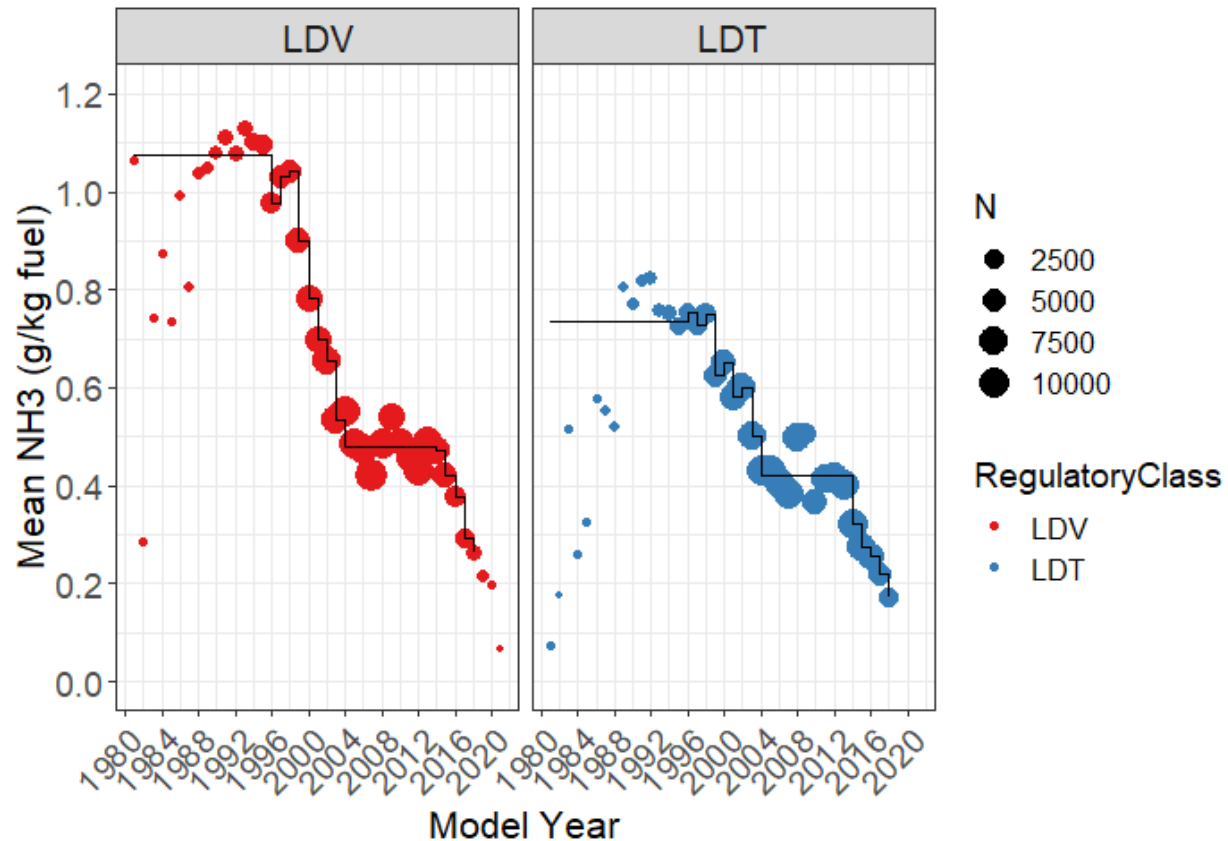 LDV
LDT
Mean NH3 (g/kg fuel)
1.2
1.0
0.8
0.6
0.4
0.2
0.0
1980 1984 1988 1992 1996 2000 2004 2008 2012 2016 2020
1980 1984 1988 1992 1996 2000 2004 2008 2012 2016 2020
Model Year
N
2500
5000
7500
10000
RegulatoryClass
LDV
LDT